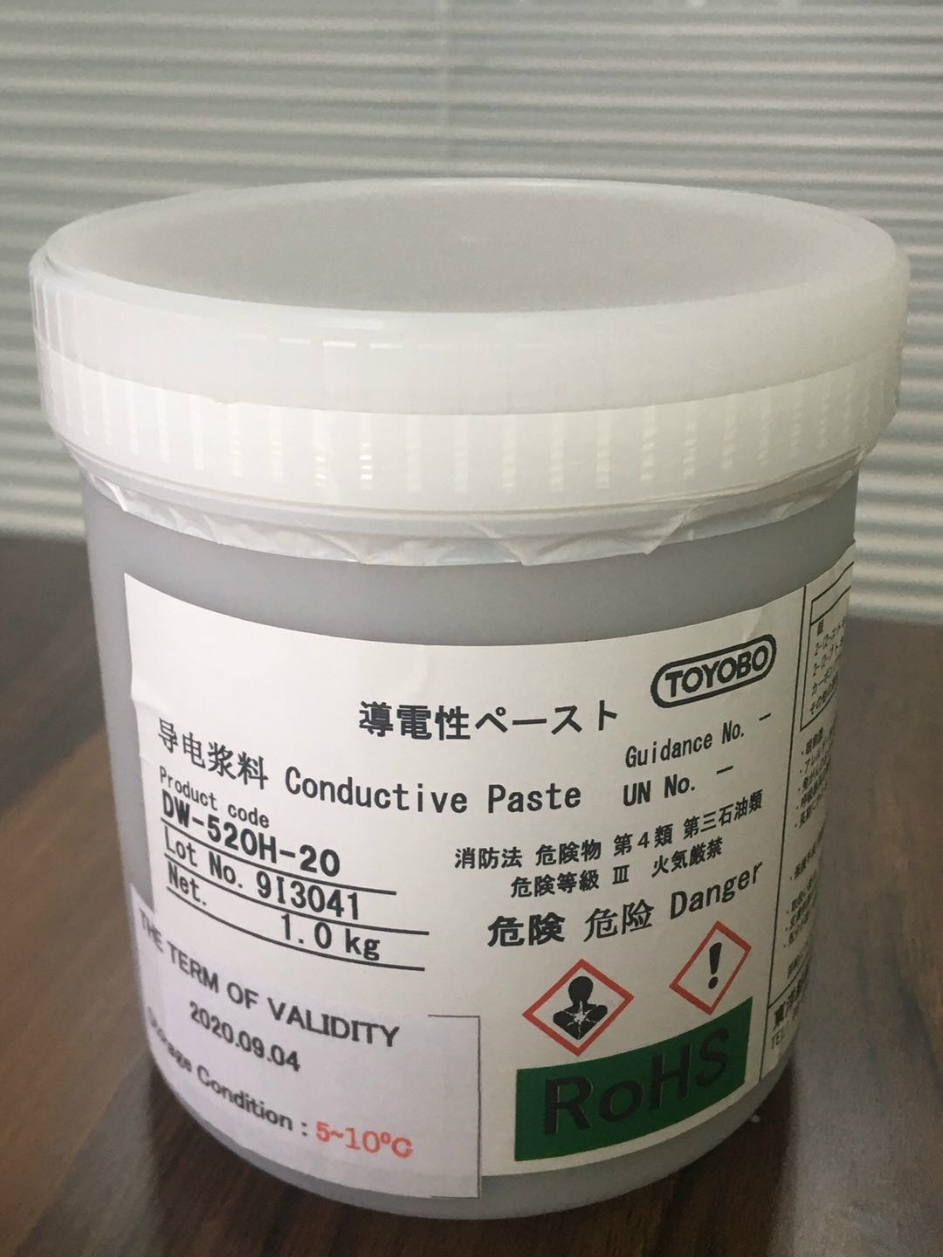 TOYOBO
導電性ペースト
导电浆料 Conductive Paste
Guidance No. —
UN No. —
Product code
DW-520H-20
Lot No. 9I3041
Net. 1.0 kg
消防法 危険物 第4類 第三石油類
危険等級 Ⅲ 火気厳禁
危険 危险 Danger
RoHS
THE TERM OF VALIDITY
2020.09.04
Condition : 5~10℃